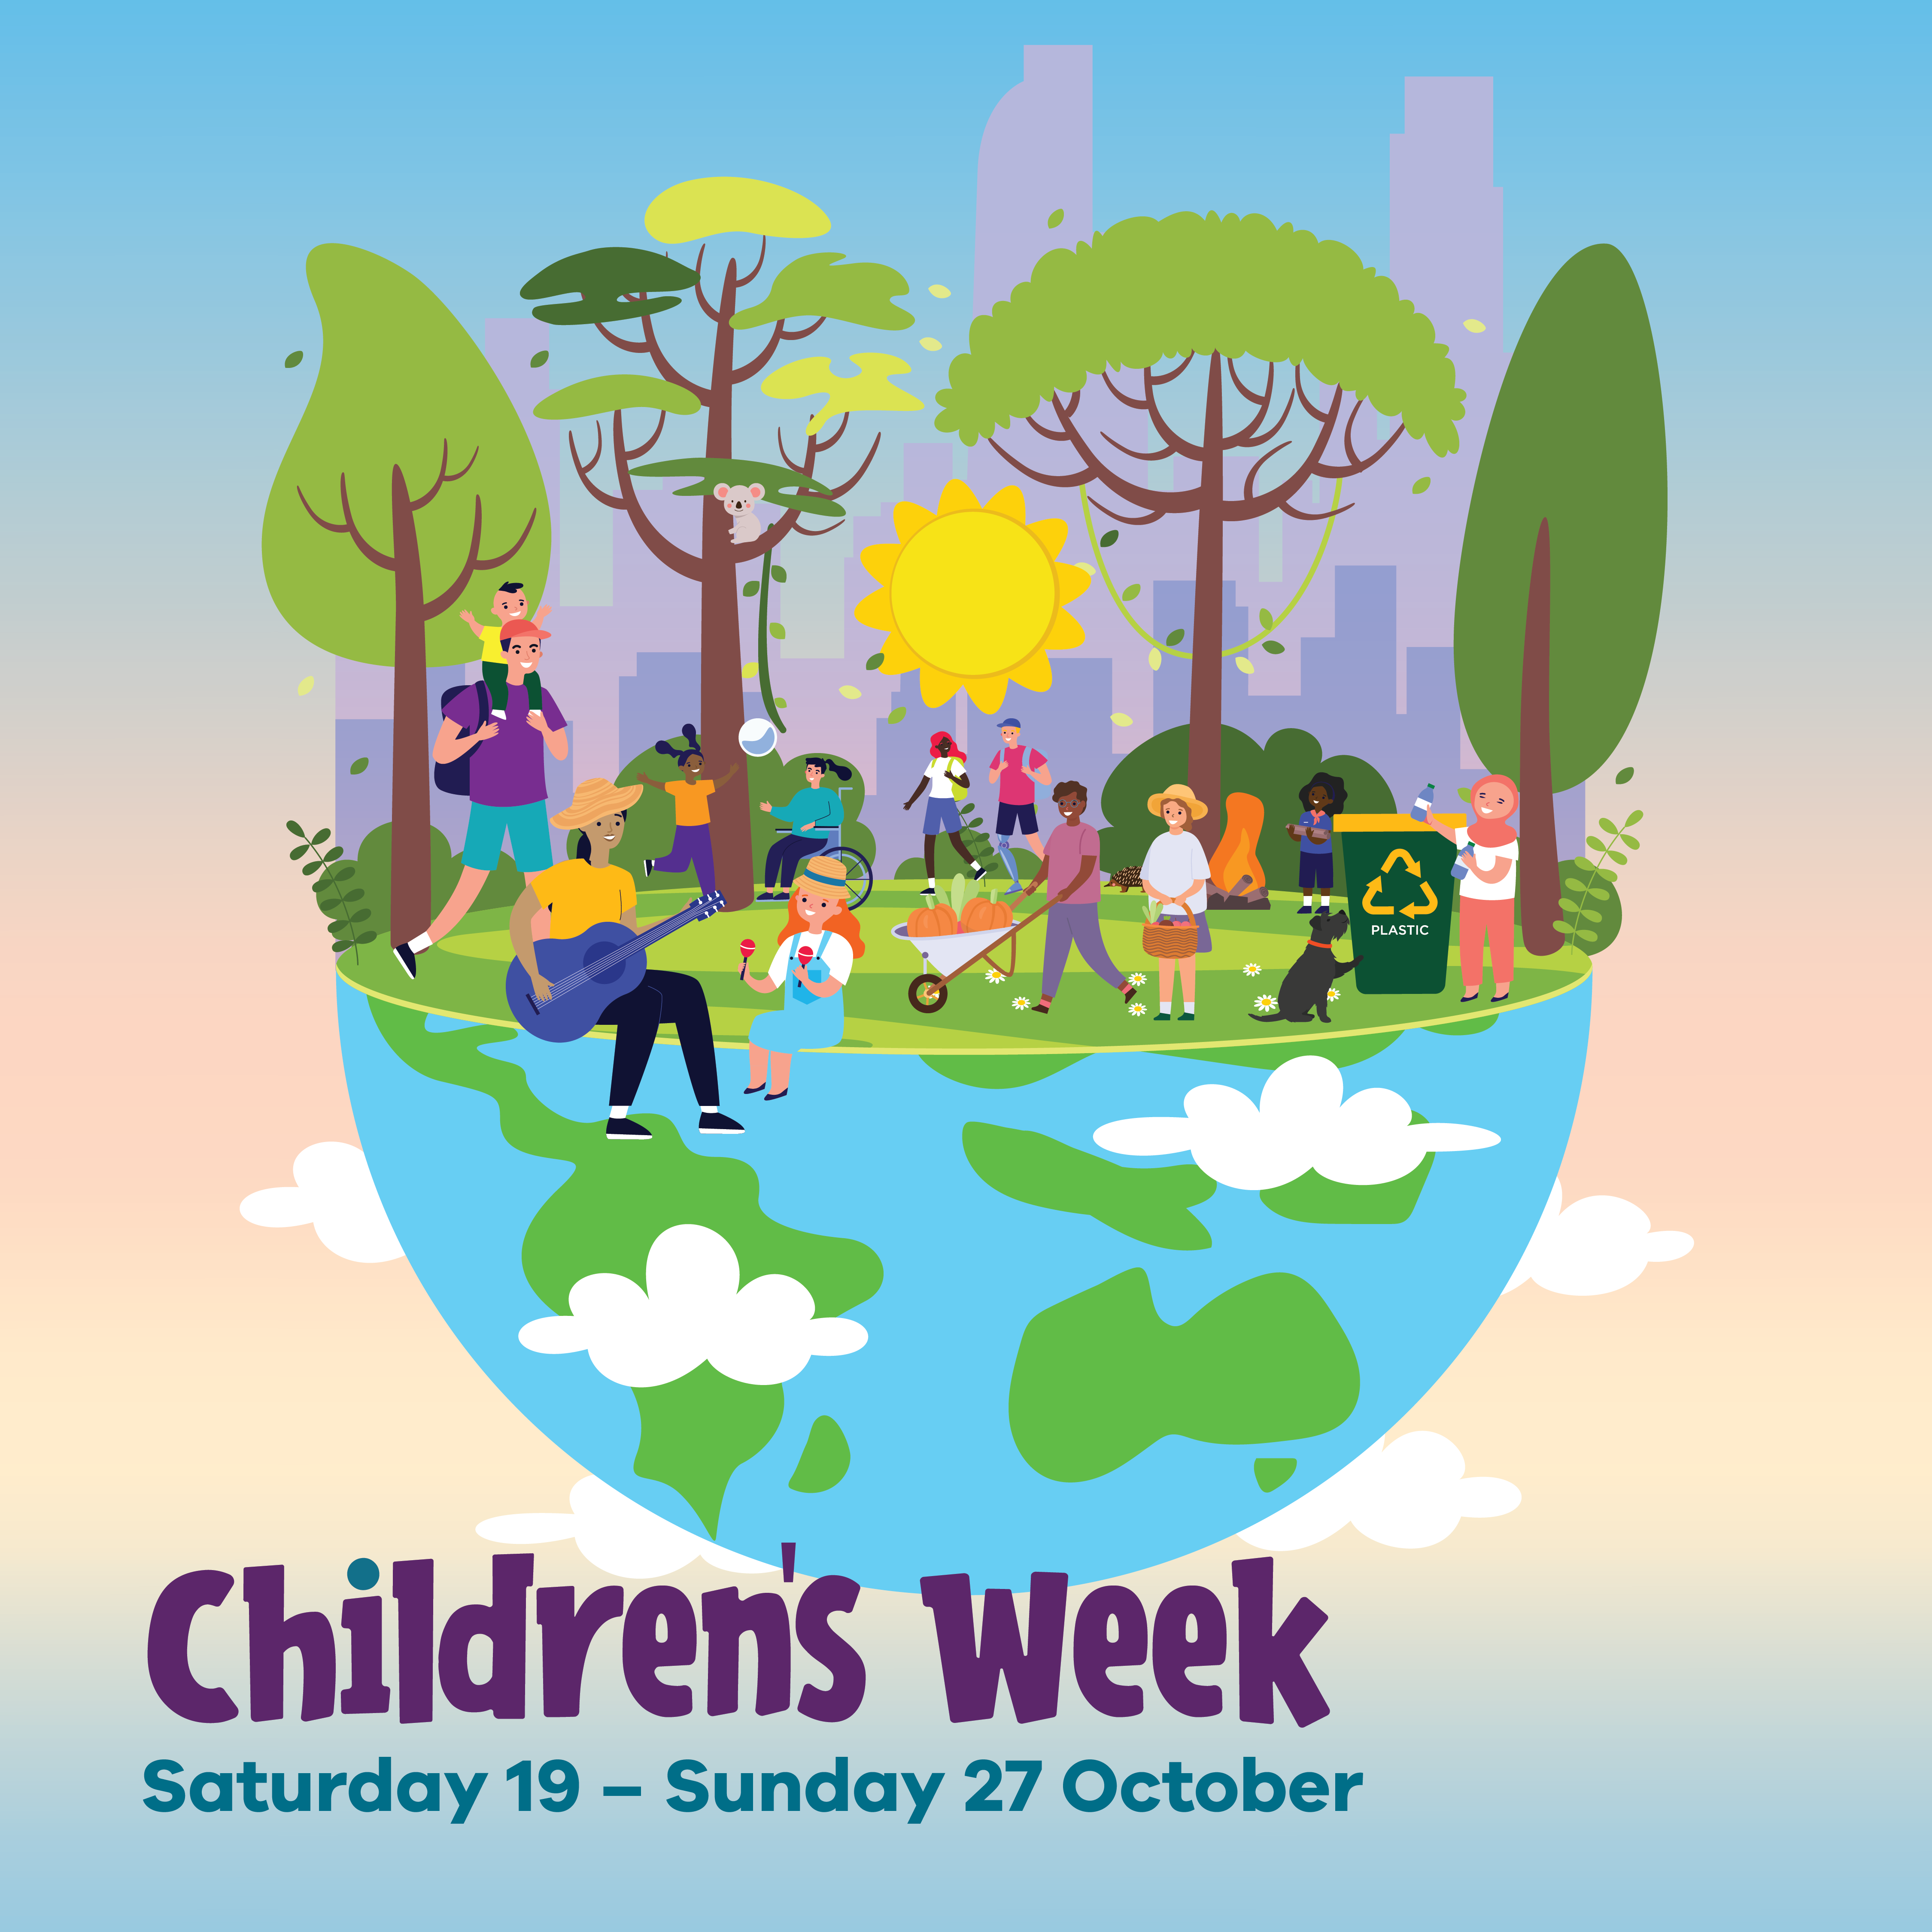 PLASTIC
Children's Week
Saturday 19 – Sunday 27 October